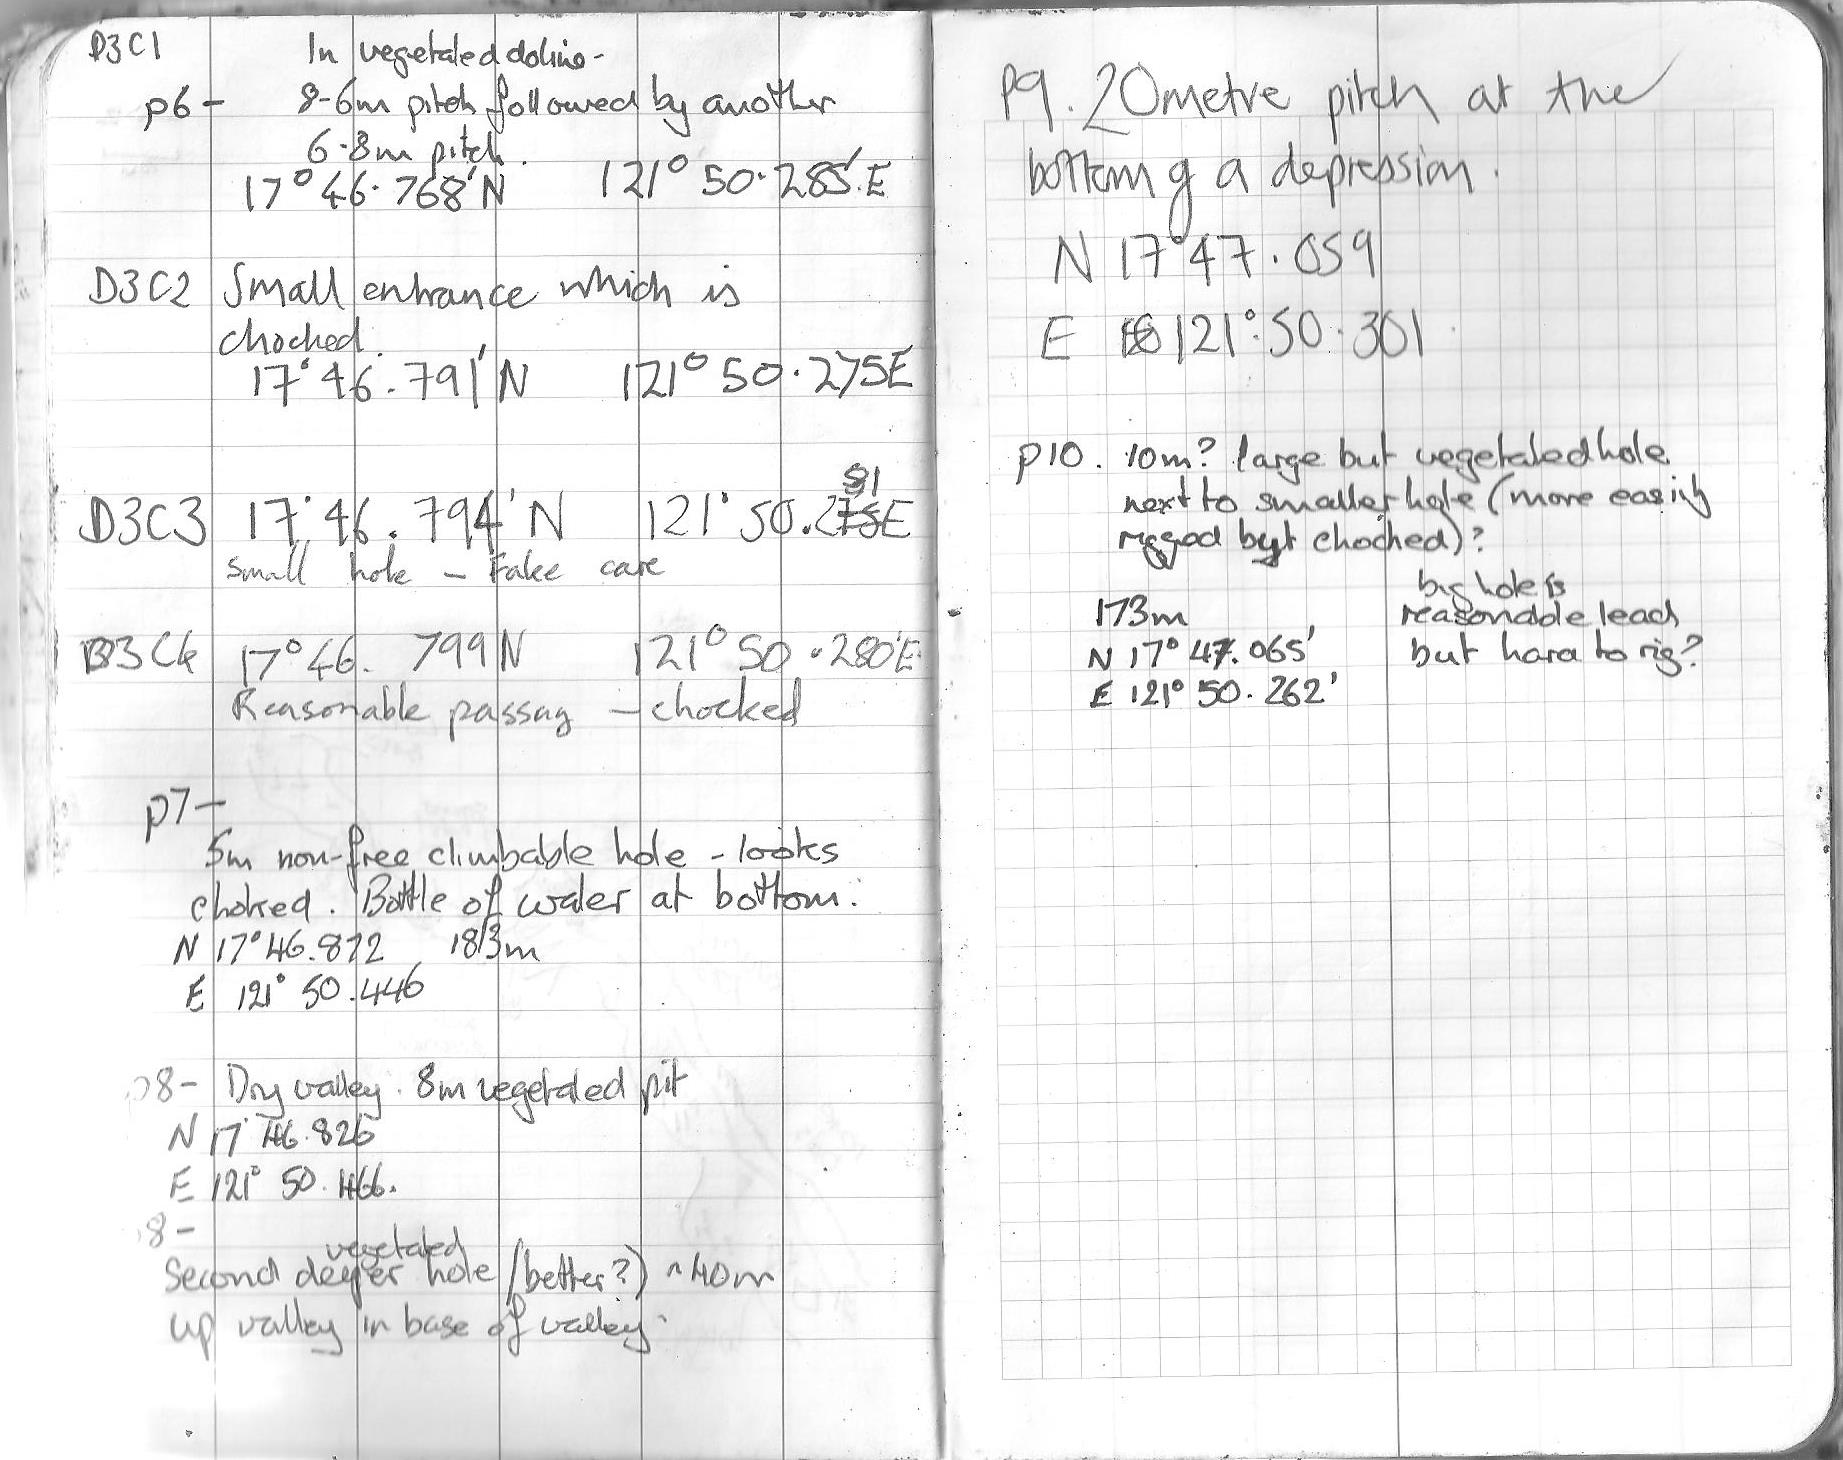 D3C1 In vegetated doline-
p6- 8-6m pitch followed by another
6-8m pitch.
17° 46.768'N 121° 50.285'E
D3C2 Small entrance which is
chocked.
17°46.791'N 121° 50.275E
81
D3C3 17°46.794'N 121° 50.275E
Small hole - Fake cave
D3C4 17°46.799N 121° 50.280'E
Reasonable passag - chocked
p7-
5m non-free climbable hole - looks
choked. Bottle of water at bottom.
N 17°46.872 183m
E 121° 50.446
p8- Dry valley. 8m vegetated pit
N 17°46.826
E 121° 50.466.
p8-
vegetated
Second deeper hole (better?) ~40m
up valley in base of valley.
P9. 20metre pitch at the
bottom of a depression.
N 17°47.059
E 121°:50.301
p10. 10m? large but vegetated hole
next to smaller hole (more easily
rigged but chocked)?
big hole is
173m reasonable lead
N 17° 47.065' but hard to rig?
E 121° 50.262'